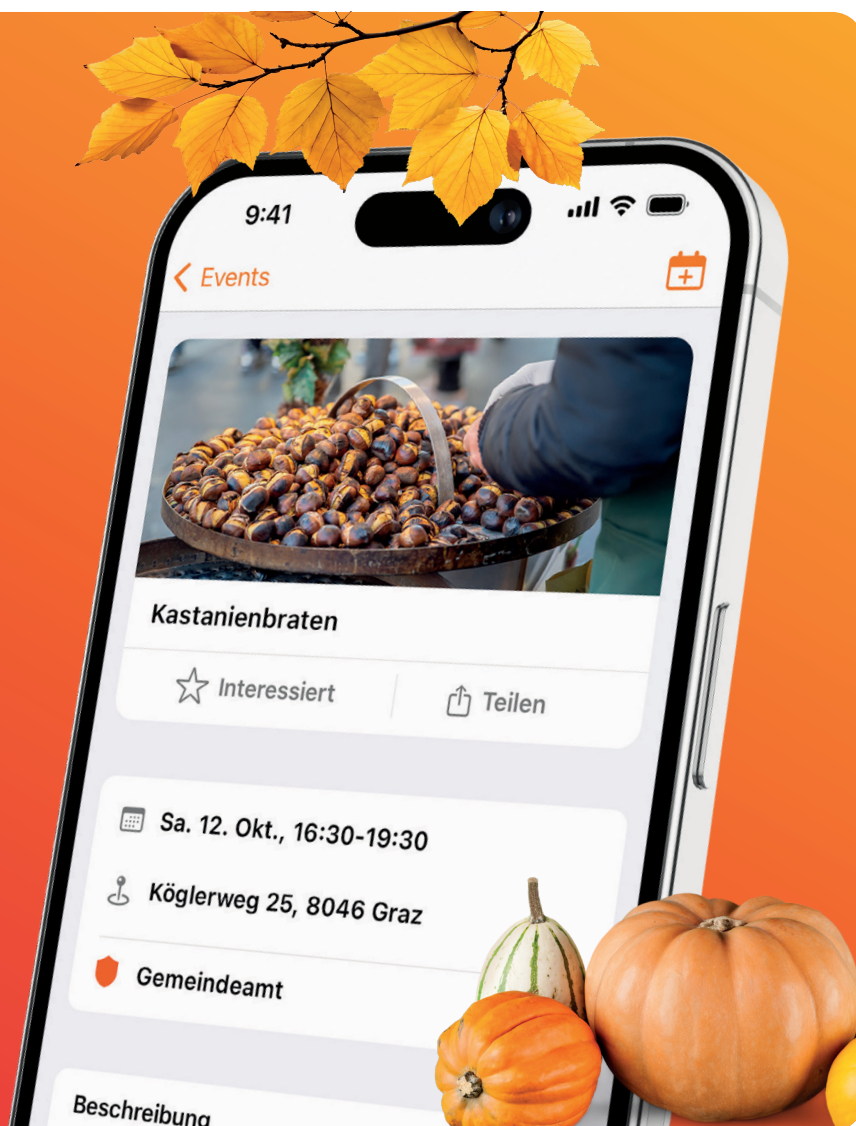 9:41
Events
Kastanienbraten
Interessiert
Teilen
Sa. 12. Okt., 16:30-19:30
Köglerweg 25, 8046 Graz
Gemeindeamt
Beschreibung